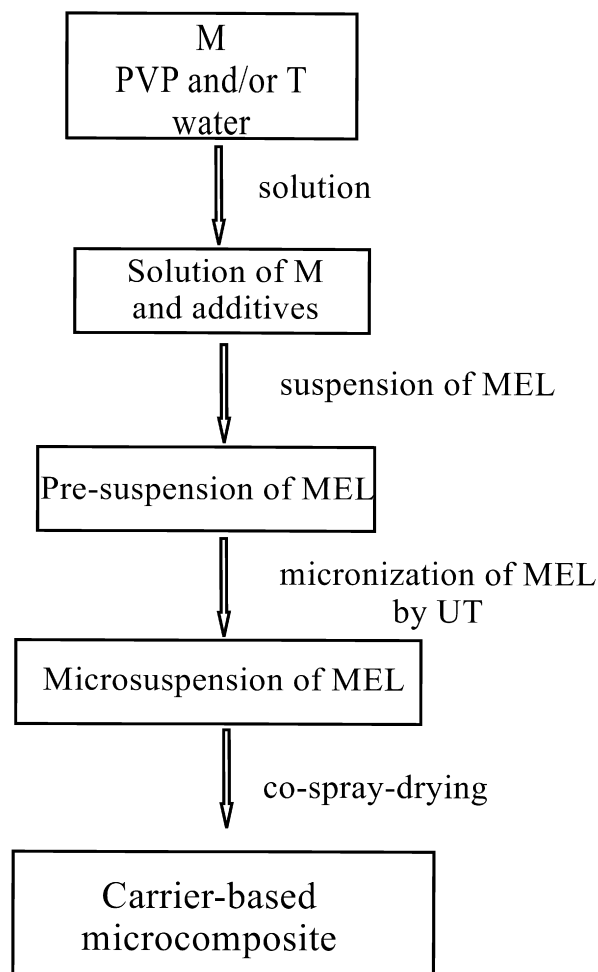 M
PVP and/or T
water
solution
Solution of M
and additives
suspension of MEL
Pre-suspension of MEL
micronization of MEL
by UT
Microsuspension of MEL
co-spray-drying
Carrier-based
microcomposite